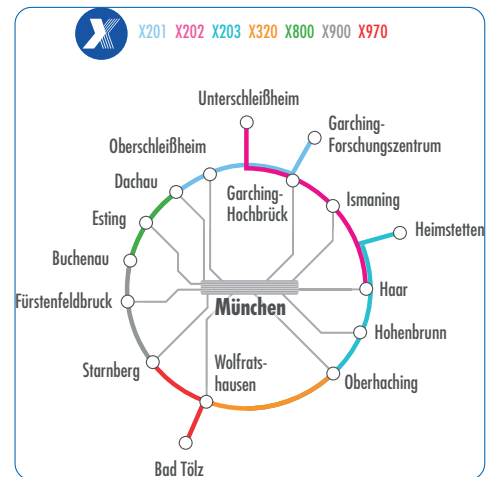 X X201 X202 X203 X320 X800 X900 X970
Unterschleißheim
Garching-
Forschungszentrum
Oberschleißheim
Dachau
Garching-
Hochbrück
Ismaning
Esting
Heimstetten
Buchenau
Haar
Fürstenfeldbruck
München
Hohenbrunn
Wolfrats-
hausen
Starnberg
Oberhaching
Bad Tölz